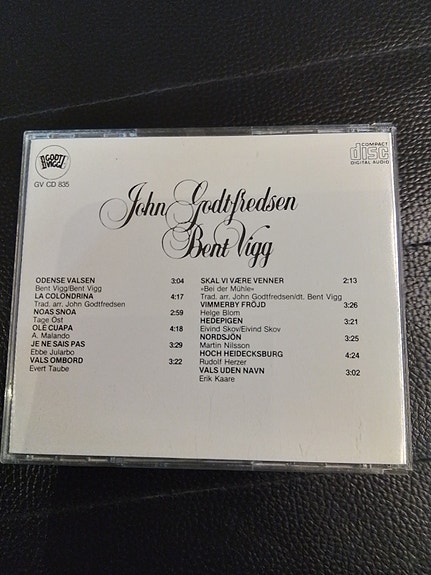 GODT
VIGG
GV CD 835
COMPACT
disc
DIGITAL AUDIO
John Godtfredsen
Bent Vigg
ODENSE VALSEN 3:04
Bent Vigg/Bent Vigg
LA COLONDRINA 4:17
Trad. arr. John Godtfredsen
NOAS SNOA 2:59
Tage Öst
OLE CUAPA 4:18
A. Malando
JE NE SAIS PAS 3:29
Ebbe Jularbo
VALS OMBORD 3:22
Evert Taube
SKAL VI VÆRE VENNER 2:13
»Bei der Mühle«
Trad. arr. John Godtfredsen/dt. Bent Vigg
VIMMERBY FRÖJD 3:26
Helge Blom
HEDEPIGEN 3:21
Eivind Skov/Eivind Skov
NORDSJÖN 3:25
Martin Nilsson
HOCH HEIDECKSBURG 4:24
Rudolf Herzer
VALS UDEN NAVN 3:02
Erik Kaare